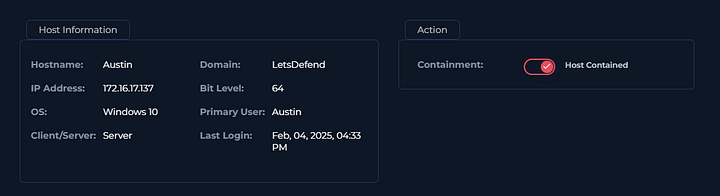 Host Information
Hostname: Austin Domain: LetsDefend
IP Address: 172.16.17.137 Bit Level: 64
OS: Windows 10 Primary User: Austin
Client/Server: Server Last Login: Feb, 04, 2025, 04:33
PM
Action
Containment: Host Contained